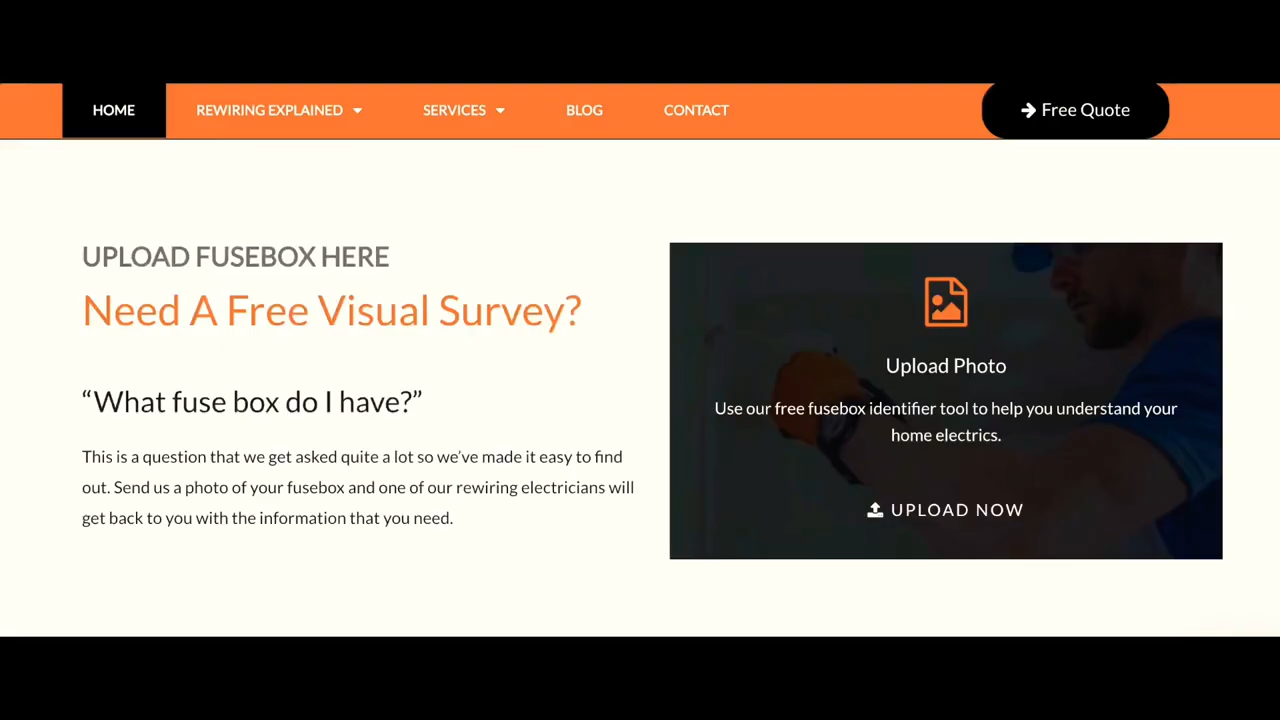 HOME
REWIRING EXPLAINED
SERVICES
BLOG
CONTACT
Free Quote
UPLOAD FUSEBOX HERE
Need A Free Visual Survey?
“What fuse box do I have?”
This is a question that we get asked quite a lot so we’ve made it easy to find
out. Send us a photo of your fusebox and one of our rewiring electricians will
get back to you with the information that you need.
Upload Photo
Use our free fusebox identifier tool to help you understand your
home electrics.
UPLOAD NOW